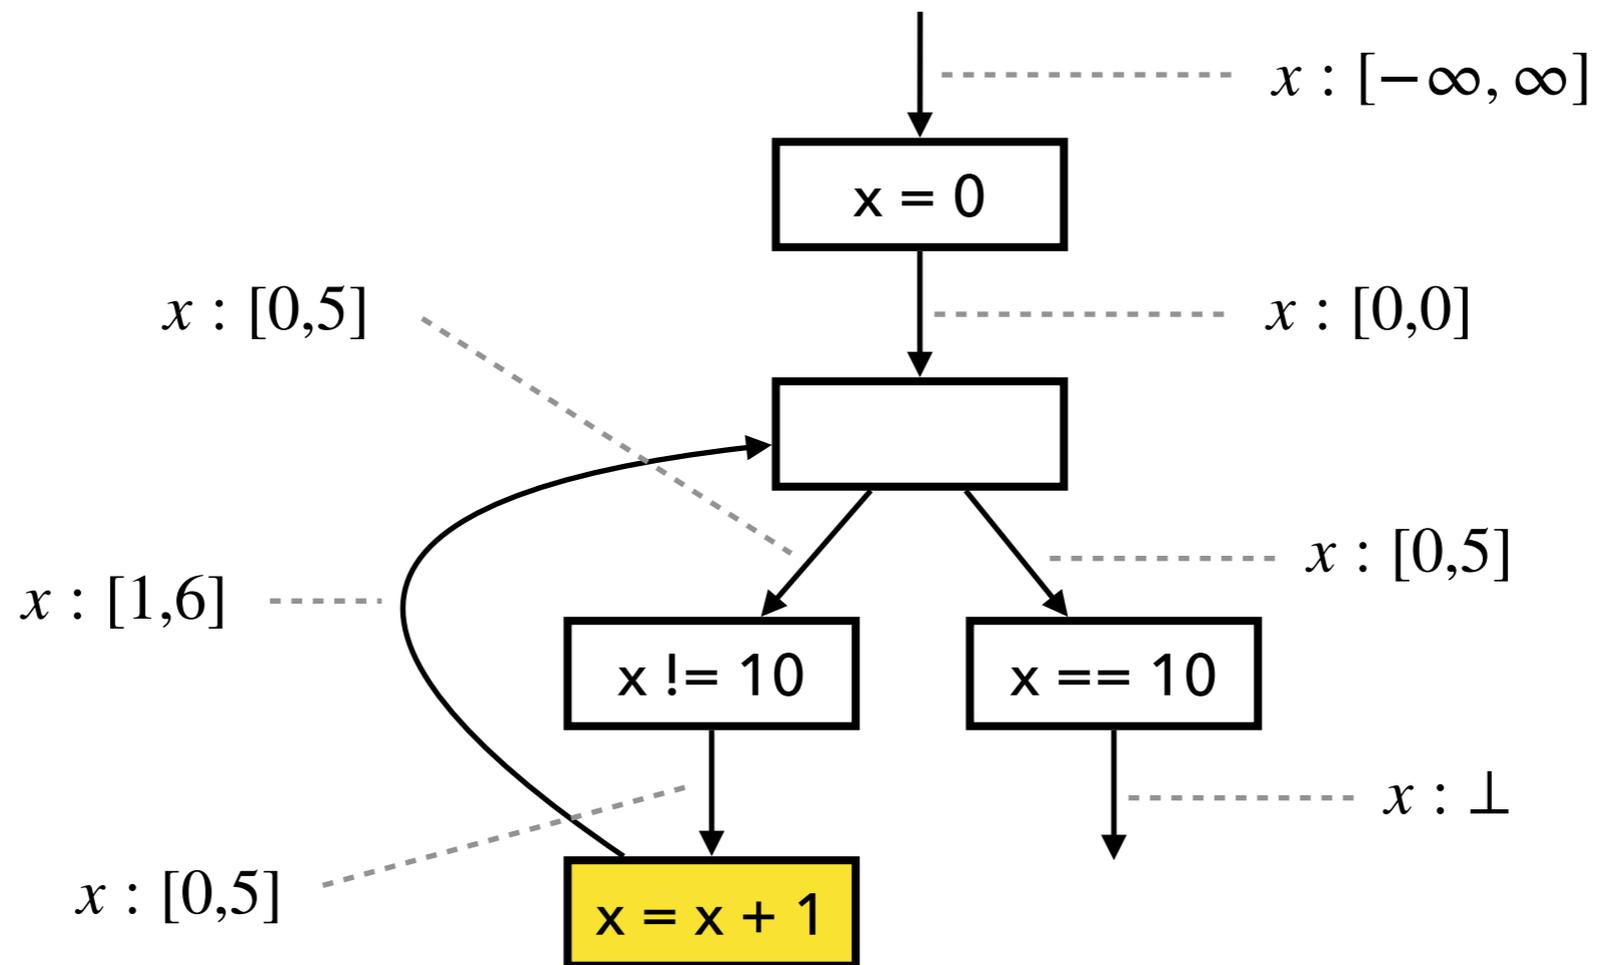 x : [−∞, ∞]
x = 0
x : [0,5]
x : [0,0]
x : [0,5]
x : [1,6]
x != 10
x == 10
x : ⊥
x : [0,5]
x = x + 1